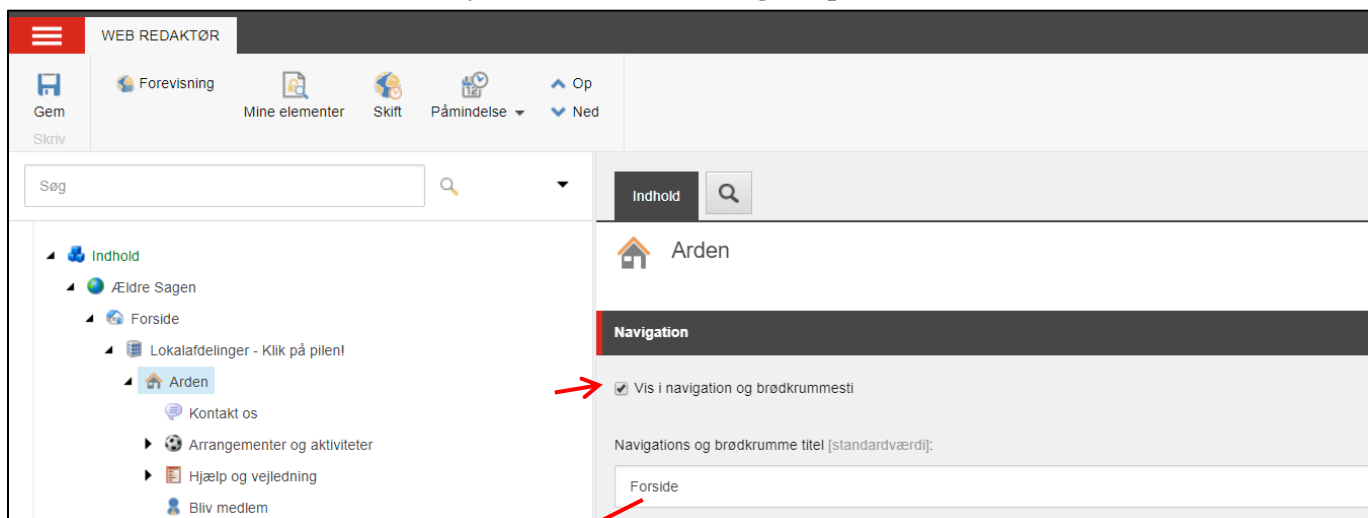 WEB REDAKTØR
Gem
Skriv
Forevisning
Mine elementer
Skift
Påmindelse
Op
Ned
Søg
Indhold
Ældre Sagen
Forside
Lokalafdelinger - Klik på pilen!
Arden
Kontakt os
Arrangementer og aktiviteter
Hjælp og vejledning
Bliv medlem
Indhold
Arden
Navigation
Vis i navigation og brødkrummesti
Navigations og brødkrumme titel [standardværdi]:
Forside